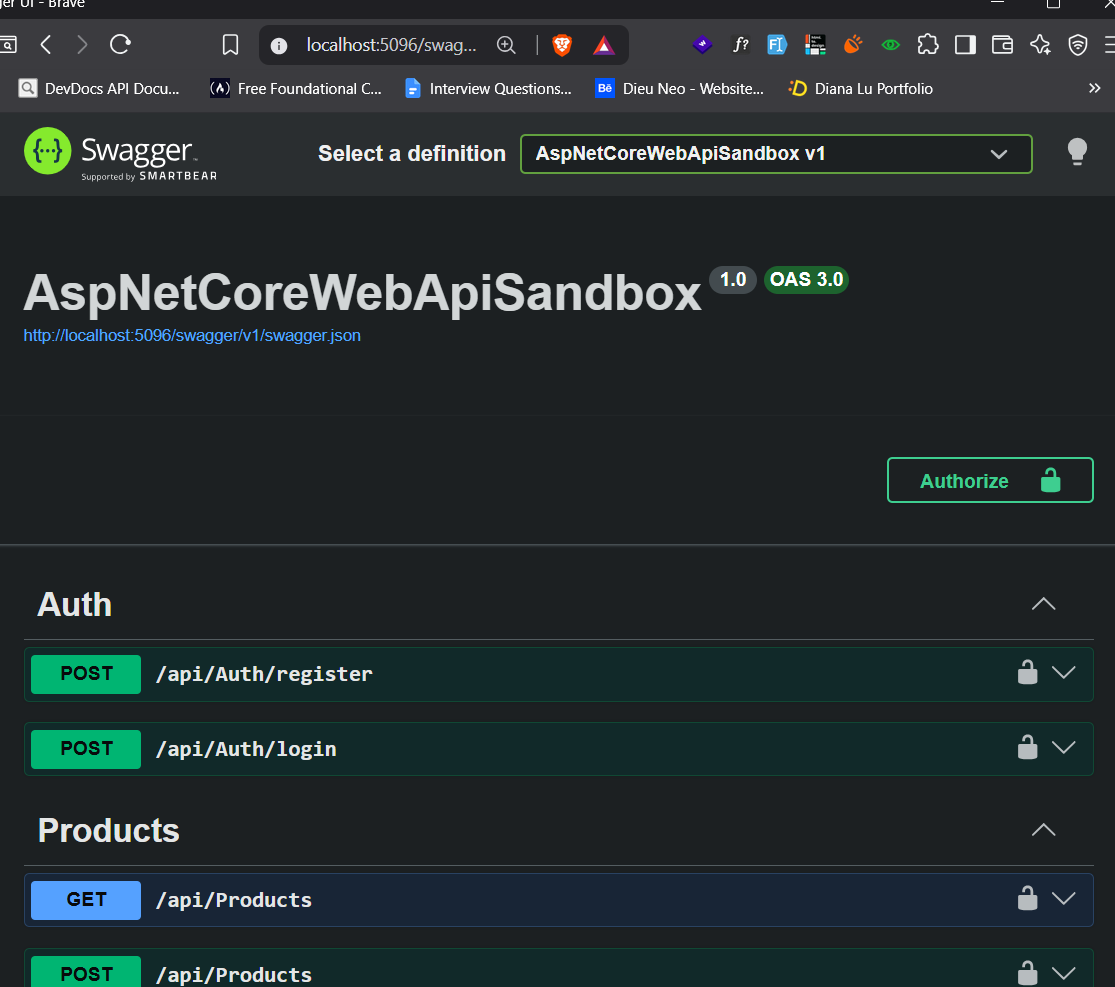 ger UI - Brave
localhost:5096/swag...
f?
FI
DevDocs API Docu...
Free Foundational C...
Interview Questions...
Bē Dieu Neo - Website...
Diana Lu Portfolio
Swagger
Supported by SMARTBEAR
Select a definition
AspNetCoreWebApiSandbox v1
AspNetCoreWebApiSandbox 1.0 OAS 3.0
http://localhost:5096/swagger/v1/swagger.json
Authorize
Auth
POST /api/Auth/register
POST /api/Auth/login
Products
GET /api/Products
POST /api/Products